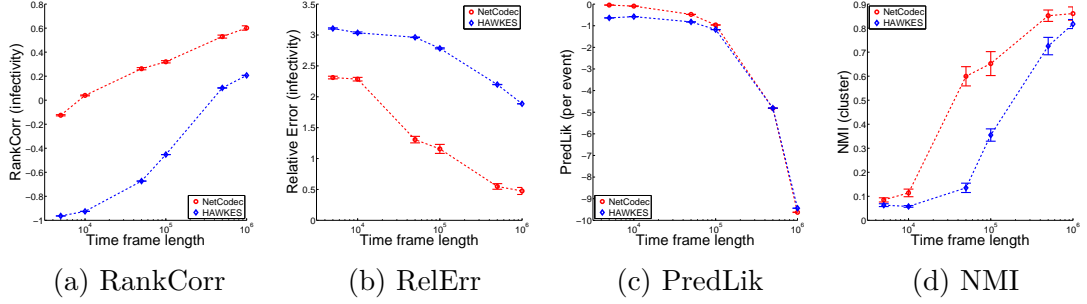 RankCorr (infectivity)
1
0.8
0.6
0.4
0.2
0
−0.2
−0.4
−0.6
−0.8
−1
10^4
10^5
10^6
Time frame length
NetCodec
HAWKES
(a) RankCorr
Relative Error (infectivity)
3.5
3
2.5
2
1.5
1
0.5
0
10^4
10^5
10^6
Time frame length
NetCodec
HAWKES
(b) RelErr
PredLik (per event)
0
−1
−2
−3
−4
−5
−6
−7
−8
−9
−10
10^4
10^5
10^6
Time frame length
NetCodec
HAWKES
(c) PredLik
NMI (cluster)
0.9
0.8
0.7
0.6
0.5
0.4
0.3
0.2
0.1
0
10^4
10^5
10^6
Time frame length
NetCodec
HAWKES
(d) NMI